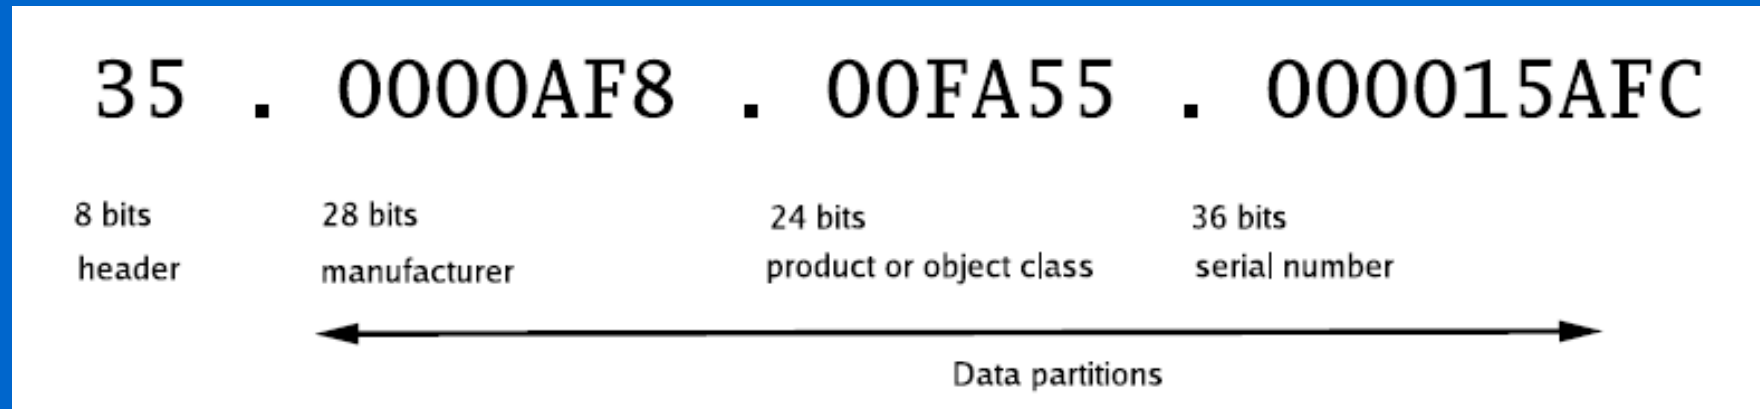 35 . 0000AF8 . 00FA55 . 000015AFC
8 bits 28 bits 24 bits 36 bits
header manufacturer product or object class serial number
Data partitions